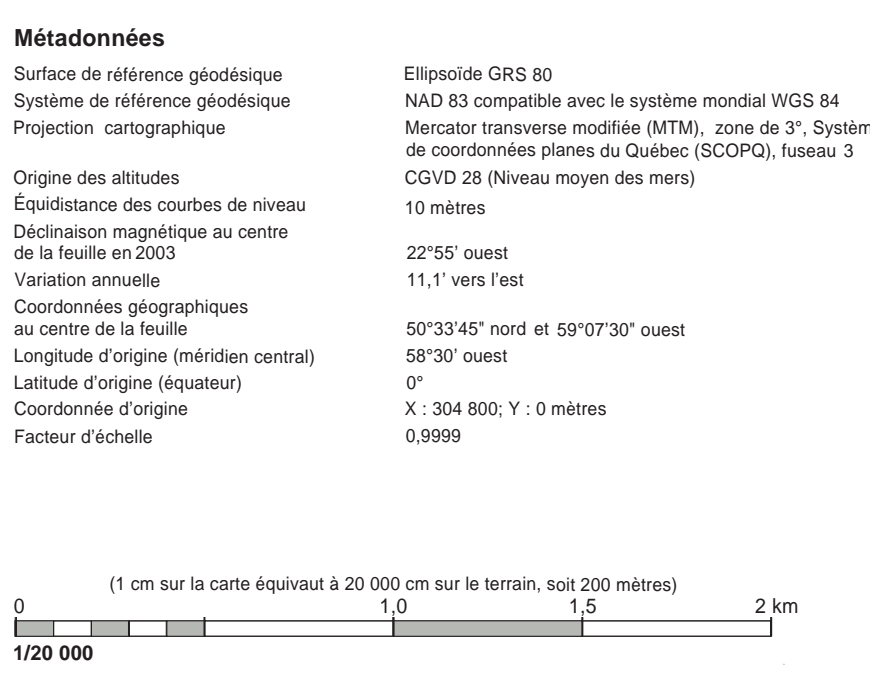 Métadonnées
Surface de référence géodésique Ellipsoïde GRS 80
Système de référence géodésique NAD 83 compatible avec le système mondial WGS 84
Projection cartographique Mercator transverse modifiée (MTM), zone de 3°, Systèm
de coordonnées planes du Québec (SCOPQ), fuseau 3
Origine des altitudes CGVD 28 (Niveau moyen des mers)
Équidistance des courbes de niveau 10 mètres
Déclinaison magnétique au centre
de la feuille en 2003 22°55’ ouest
Variation annuelle 11,1’ vers l’est
Coordonnées géographiques
au centre de la feuille 50°33’45" nord et 59°07’30" ouest
Longitude d’origine (méridien central) 58°30’ ouest
Latitude d’origine (équateur) 0°
Coordonnée d’origine X : 304 800; Y : 0 mètres
Facteur d’échelle 0,9999
(1 cm sur la carte équivaut à 20 000 cm sur le terrain, soit 200 mètres)
0 1,0 1,5 2 km
1/20 000